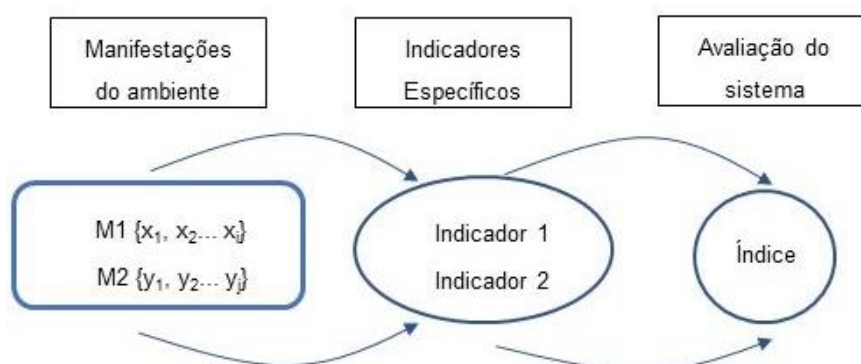 Manifestações
do ambiente
Indicadores
Específicos
Avaliação do
sistema
M1 {x₁, x₂... xᵢ}
M2 {y₁, y₂... yⱼ}
Indicador 1
Indicador 2
Índice